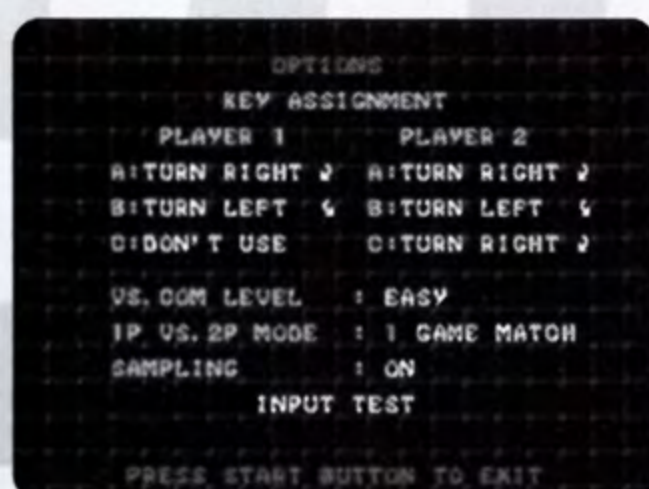 OPTIONS
KEY ASSIGNMENT
PLAYER 1 PLAYER 2
A:TURN RIGHT A:TURN RIGHT
B:TURN LEFT B:TURN LEFT
C:DON'T USE C:TURN RIGHT
VS.COM LEVEL : EASY
1P VS.2P MODE : 1 GAME MATCH
SAMPLING : ON
INPUT TEST
PRESS START BUTTON TO EXIT